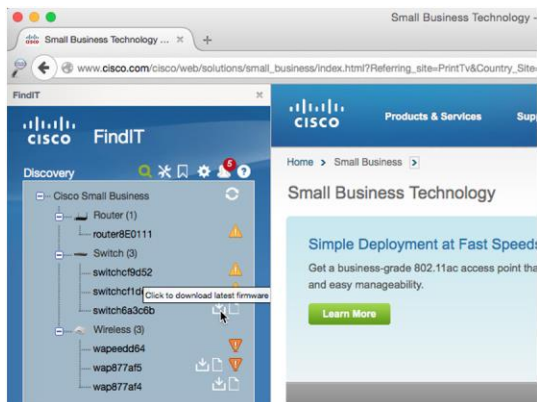 Small Business Technology -
Small Business Technology ...
www.cisco.com/cisco/web/solutions/small_business/index.html?Referring_site=PrintTv&Country_Site=
FindIT
CISCO FindIT
Discovery
5
Cisco Small Business
Router (1)
router8E0111
Switch (3)
switchcf9d52
switchcf1d
Click to download latest firmware
switch6a3c6b
Wireless (3)
wapeedd64
wap877af5
wap877af4
CISCO
Products & Services
Supp
Home > Small Business >
Small Business Technology
Simple Deployment at Fast Speeds
Get a business-grade 802.11ac access point tha
and easy manageability.
Learn More